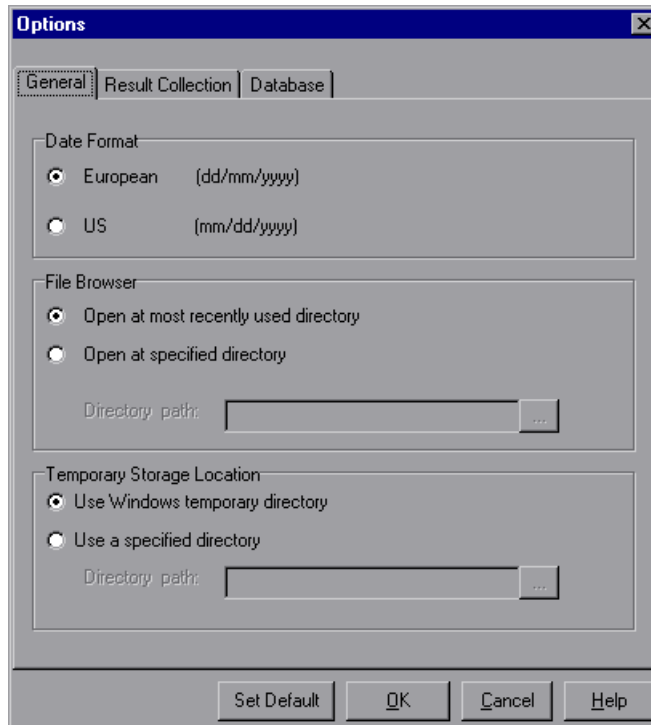 Options
General Result Collection Database
Date Format
European (dd/mm/yyyy)
US (mm/dd/yyyy)
File Browser
Open at most recently used directory
Open at specified directory
Directory path: ...
Temporary Storage Location
Use Windows temporary directory
Use a specified directory
Directory path: ...
Set Default OK Cancel Help